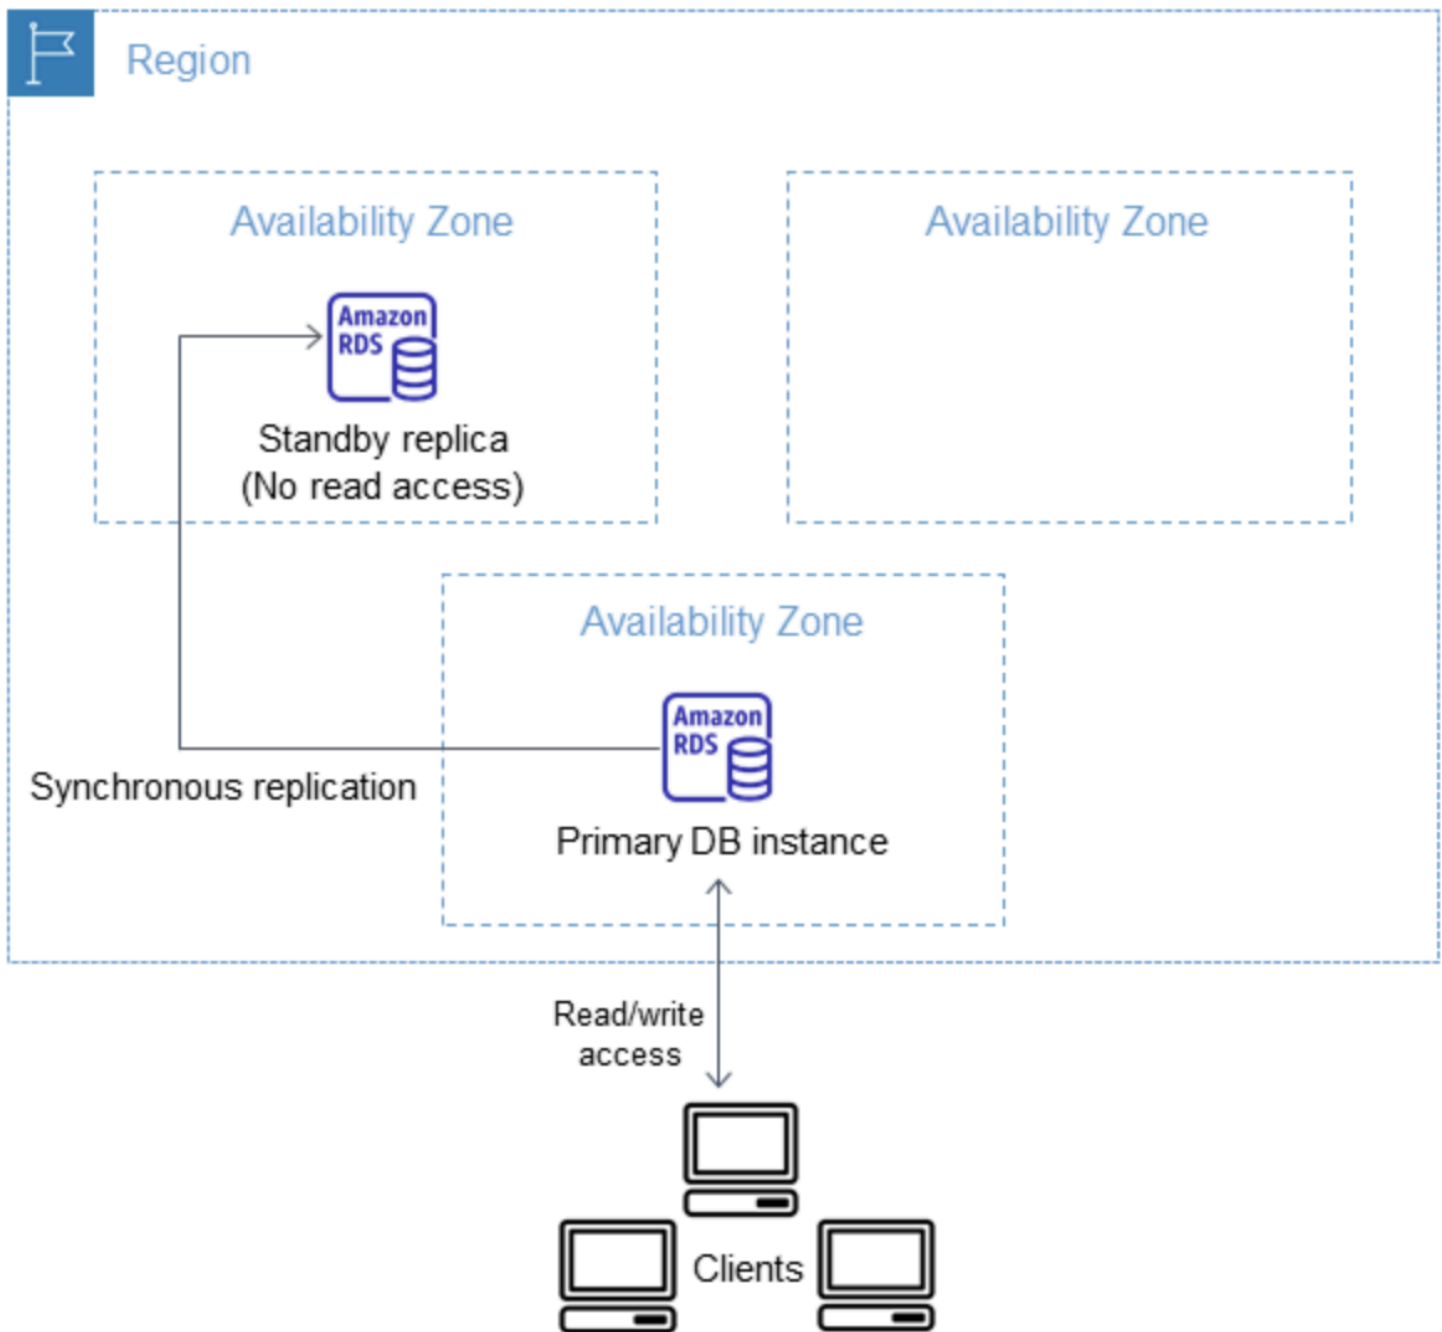 Region
Availability Zone
Availability Zone
Amazon
RDS
Standby replica
(No read access)
Availability Zone
Amazon
RDS
Synchronous replication
Primary DB instance
Read/write
access
Clients